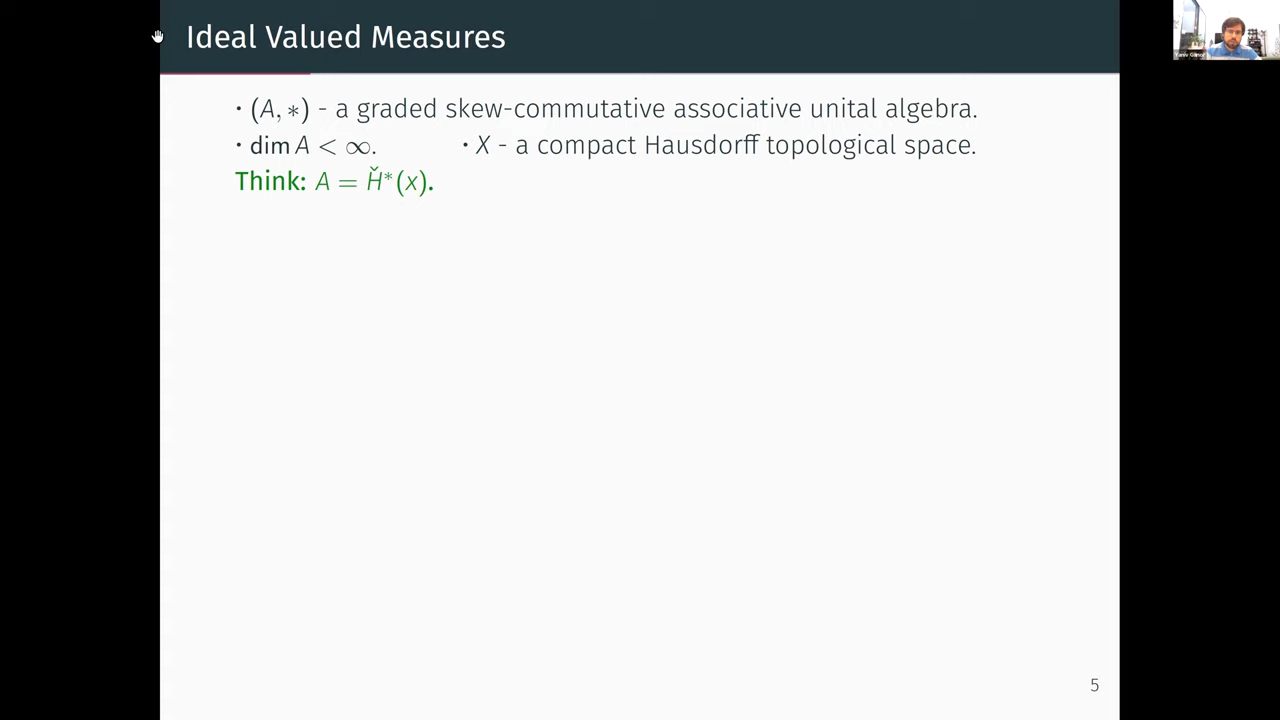 Ideal Valued Measures
· (A, ∗) - a graded skew-commutative associative unital algebra.
· dim A < ∞. · X - a compact Hausdorff topological space.
Think: A = Ȟ*(x).
5